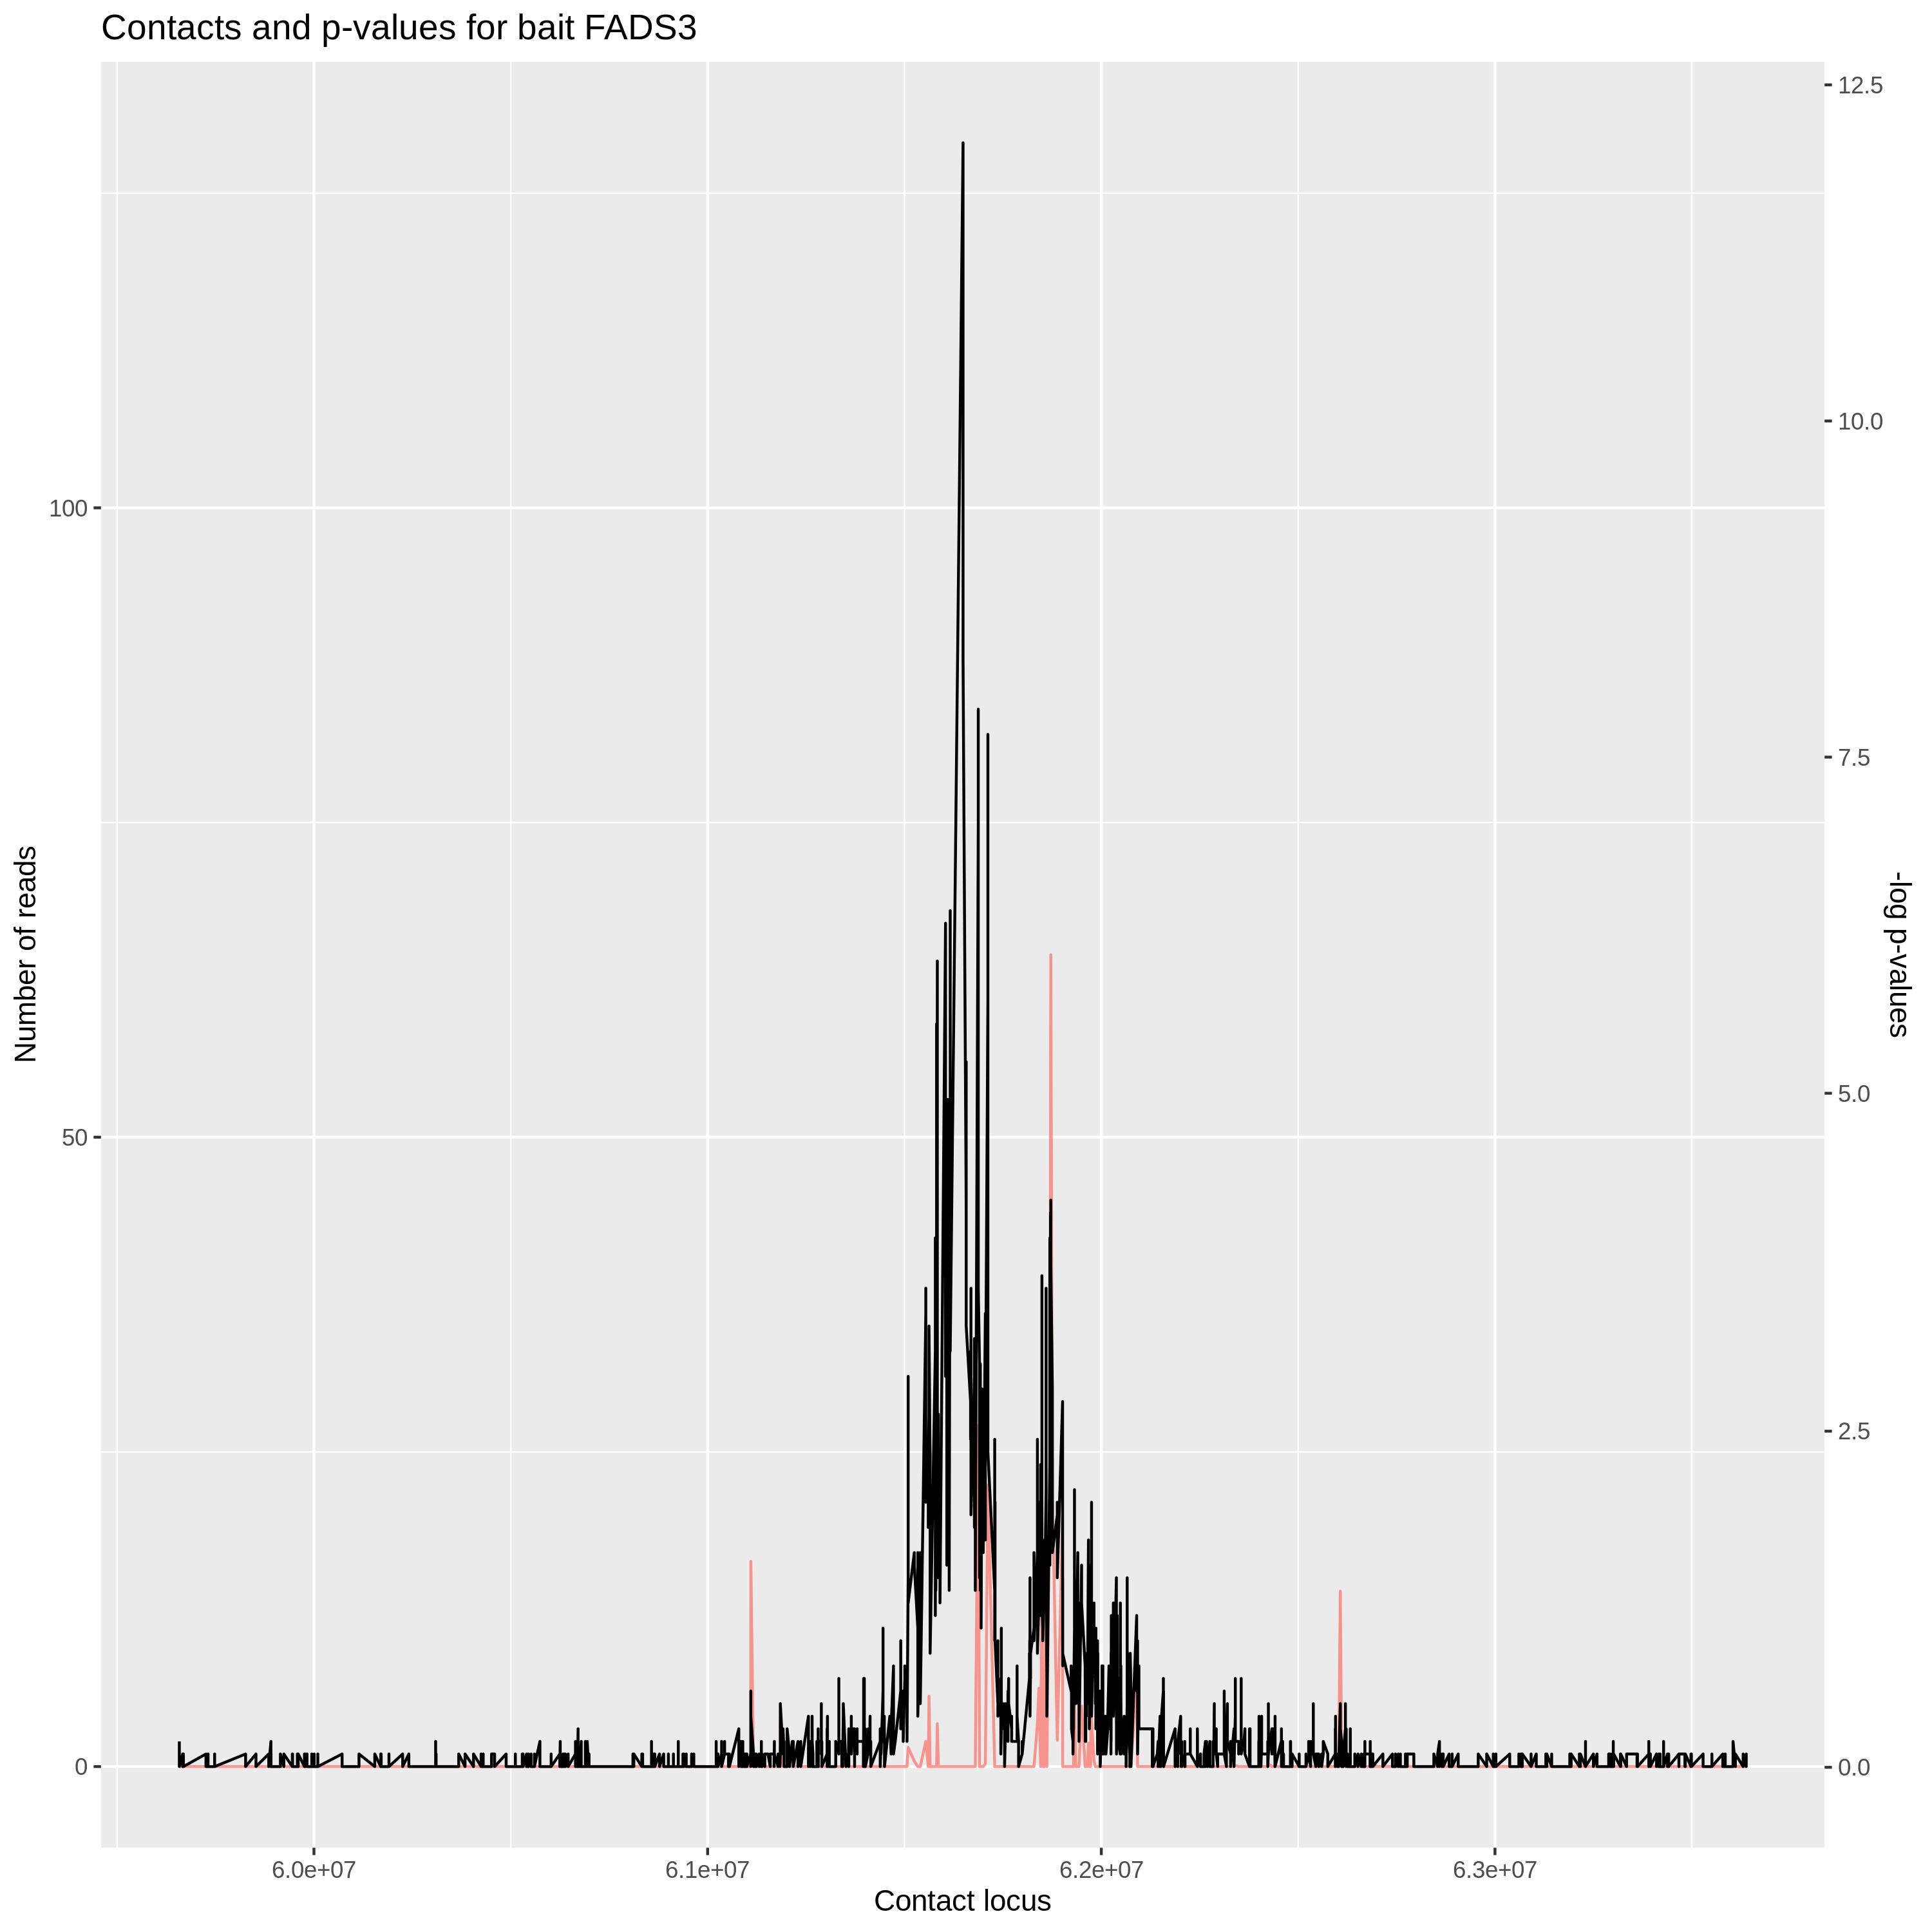 Contacts and p-values for bait FADS3
Number of reads
100
50
0
12.5
10.0
7.5
5.0
2.5
0.0
-log p-values
6.0e+07
6.1e+07
6.2e+07
6.3e+07
Contact locus